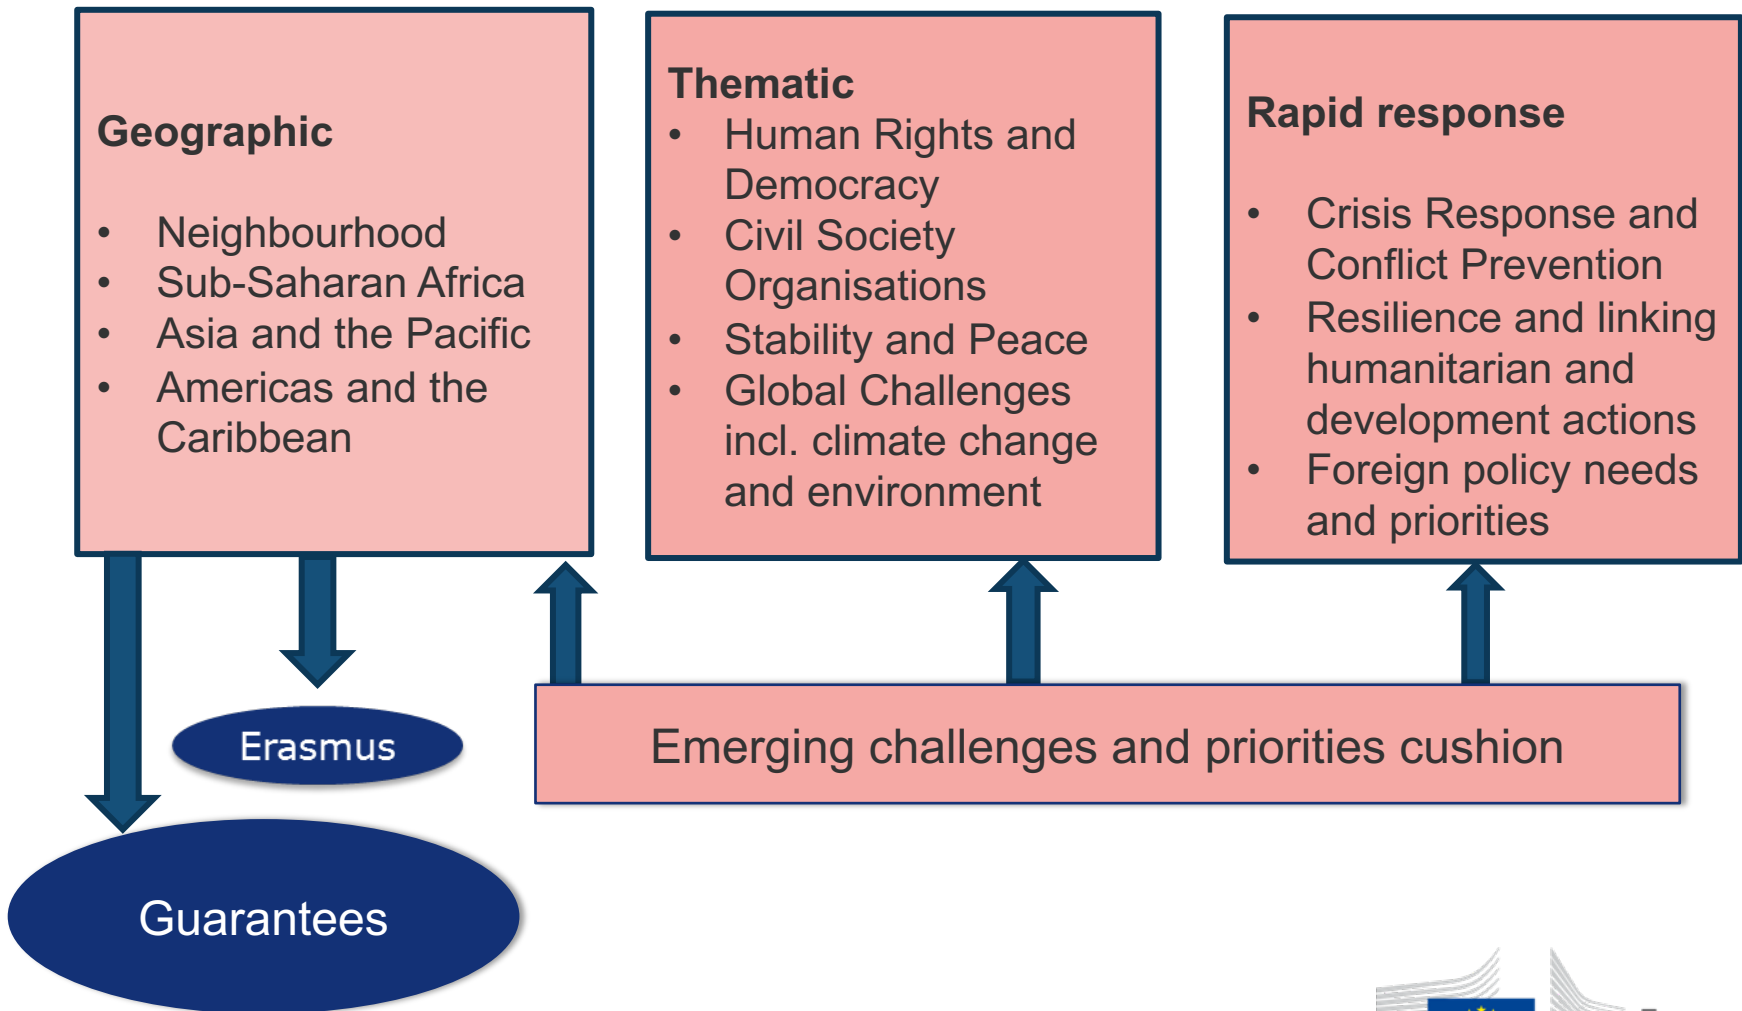 Geographic
• Neighbourhood
• Sub-Saharan Africa
• Asia and the Pacific
• Americas and the
Caribbean
Thematic
• Human Rights and
Democracy
• Civil Society
Organisations
• Stability and Peace
• Global Challenges
incl. climate change
and environment
Rapid response
• Crisis Response and
Conflict Prevention
• Resilience and linking
humanitarian and
development actions
• Foreign policy needs
and priorities
Erasmus
Emerging challenges and priorities cushion
Guarantees